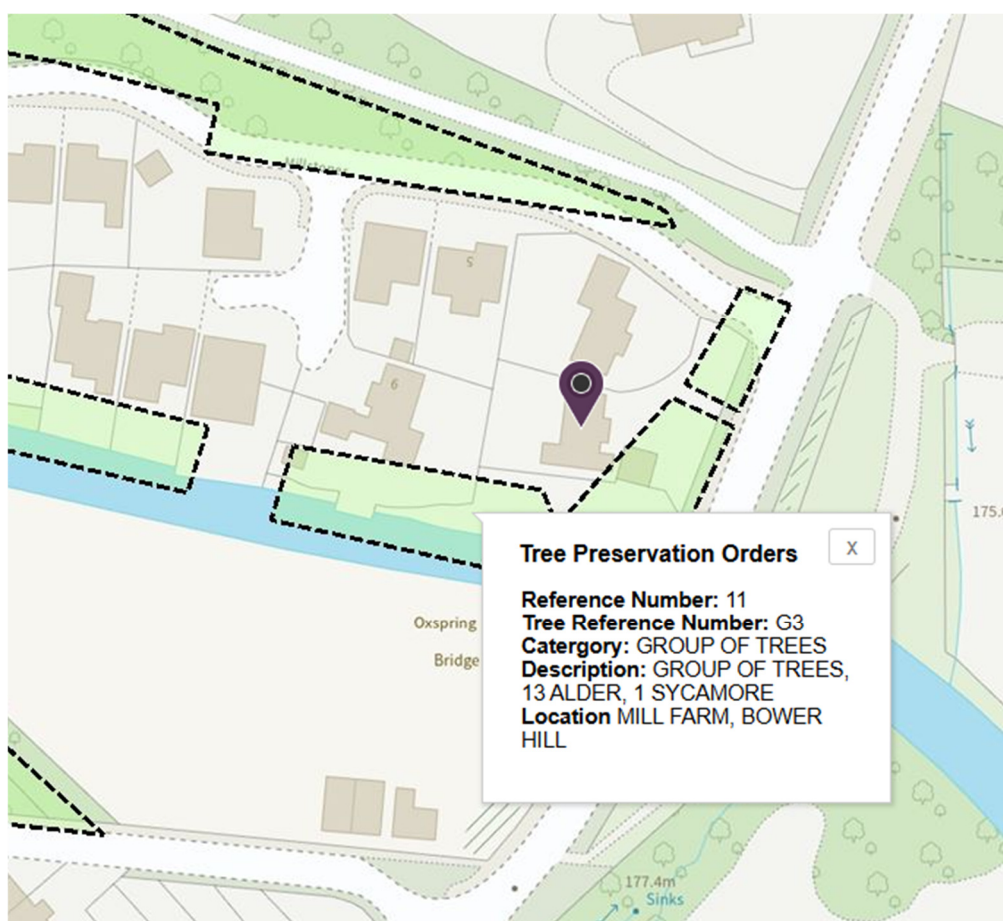 Millstones
5
6
Tree Preservation Orders
X
Reference Number: 11
Tree Reference Number: G3
Catergory: GROUP OF TREES
Description: GROUP OF TREES,
13 ALDER, 1 SYCAMORE
Location MILL FARM, BOWER
HILL
175.
Oxspring
Bridge
177.4m
Sinks